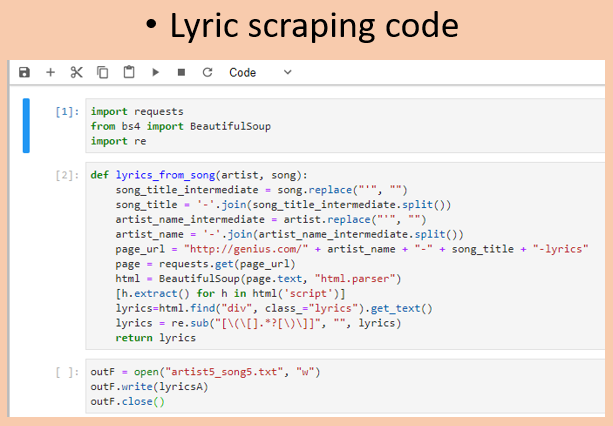 • Lyric scraping code
Code
[1]: import requests
from bs4 import BeautifulSoup
import re
[2]: def lyrics_from_song(artist, song):
song_title_intermediate = song.replace("'", "")
song_title = '-'.join(song_title_intermediate.split())
artist_name_intermediate = artist.replace("'", "")
artist_name = '-'.join(artist_name_intermediate.split())
page_url = "http://genius.com/" + artist_name + "-" + song_title + "-lyrics"
page = requests.get(page_url)
html = BeautifulSoup(page.text, "html.parser")
[h.extract() for h in html('script')]
lyrics=html.find("div", class_="lyrics").get_text()
lyrics = re.sub("[\(\[].*?[\)\]]", "", lyrics)
return lyrics
[ ]: outF = open("artist5_song5.txt", "w")
outF.write(lyricsA)
outF.close()